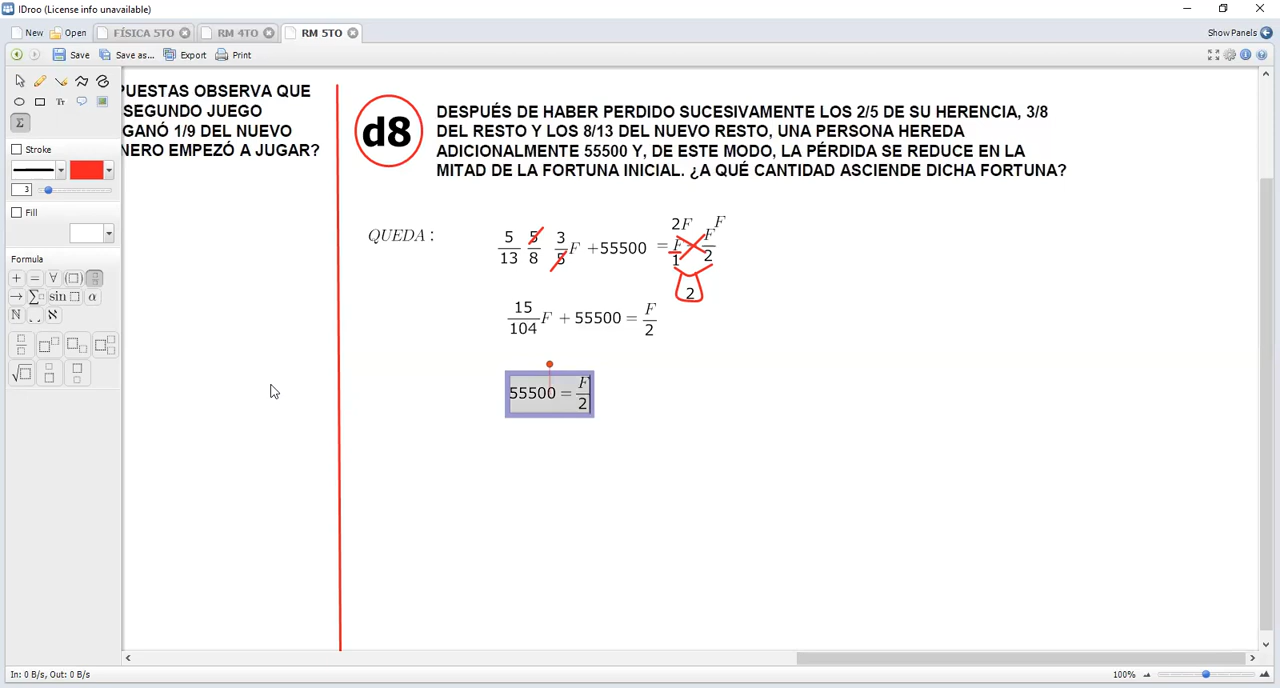 IDroo (License info unavailable)
New Open FÍSICA 5TO RM 4TO RM 5TO Show Panels
Save Save as... Export Print
PUESTAS OBSERVA QUE
SEGUNDO JUEGO
GANÓ 1/9 DEL NUEVO
NERO EMPEZÓ A JUGAR?
d8
DESPUÉS DE HABER PERDIDO SUCESIVAMENTE LOS 2/5 DE SU HERENCIA, 3/8
DEL RESTO Y LOS 8/13 DEL NUEVO RESTO, UNA PERSONA HEREDA
ADICIONALMENTE 55500 Y, DE ESTE MODO, LA PÉRDIDA SE REDUCE EN LA
MITAD DE LA FORTUNA INICIAL. ¿A QUÉ CANTIDAD ASCIENDE DICHA FORTUNA?
Tr
Σ
Stroke
3
Fill
Formula
+ = ∀ (□)
→ Σ□ sin □ α
ℕ ℵ
QUEDA :
5/13 5/8 3/5 F + 55500 = F/1 F/2
2F F
2
15/104 F + 55500 = F/2
55500 = F/2
In: 0 B/s, Out: 0 B/s
100%